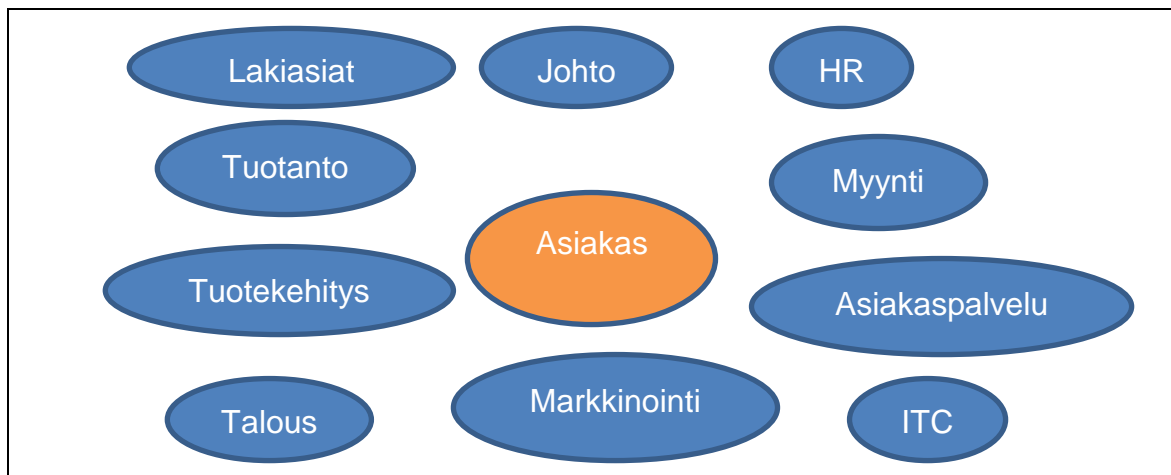 Lakiasiat
Johto
HR
Tuotanto
Myynti
Asiakas
Tuotekehitys
Asiakaspalvelu
Talous
Markkinointi
ITC